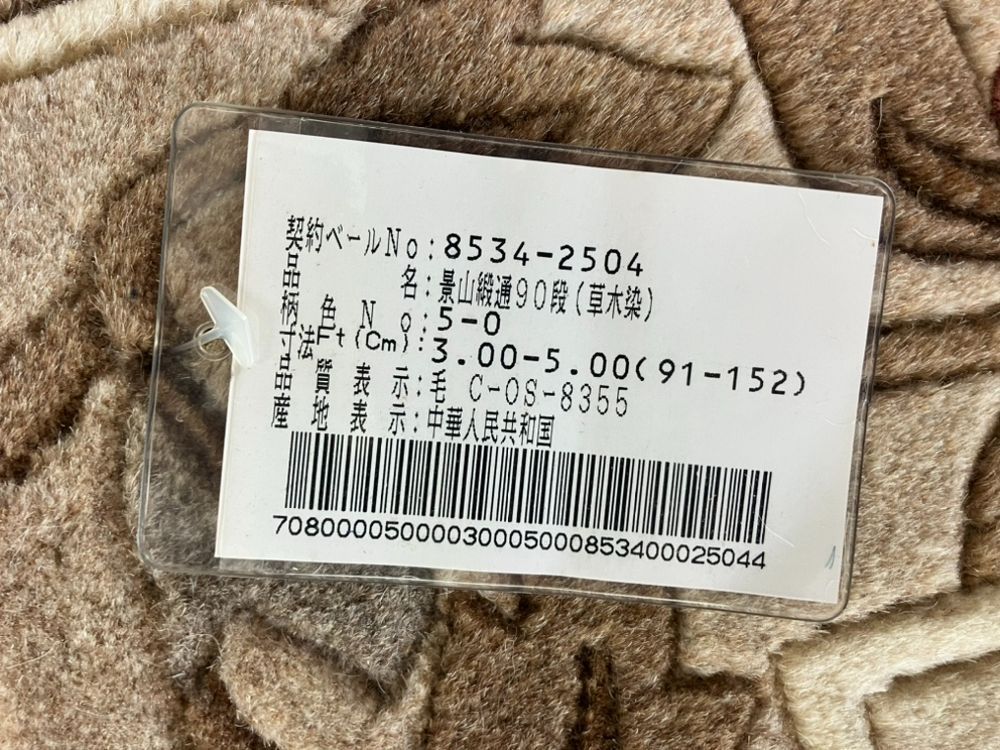 契約ベールNo:8534-2504
品名:景山緞通90段(草木染)
柄色No:5-0
寸法Ft(Cm):3.00-5.00(91-152)
品質表示:毛 C-OS-8355
産地表示:中華人民共和国
70800005000030005000853400025044